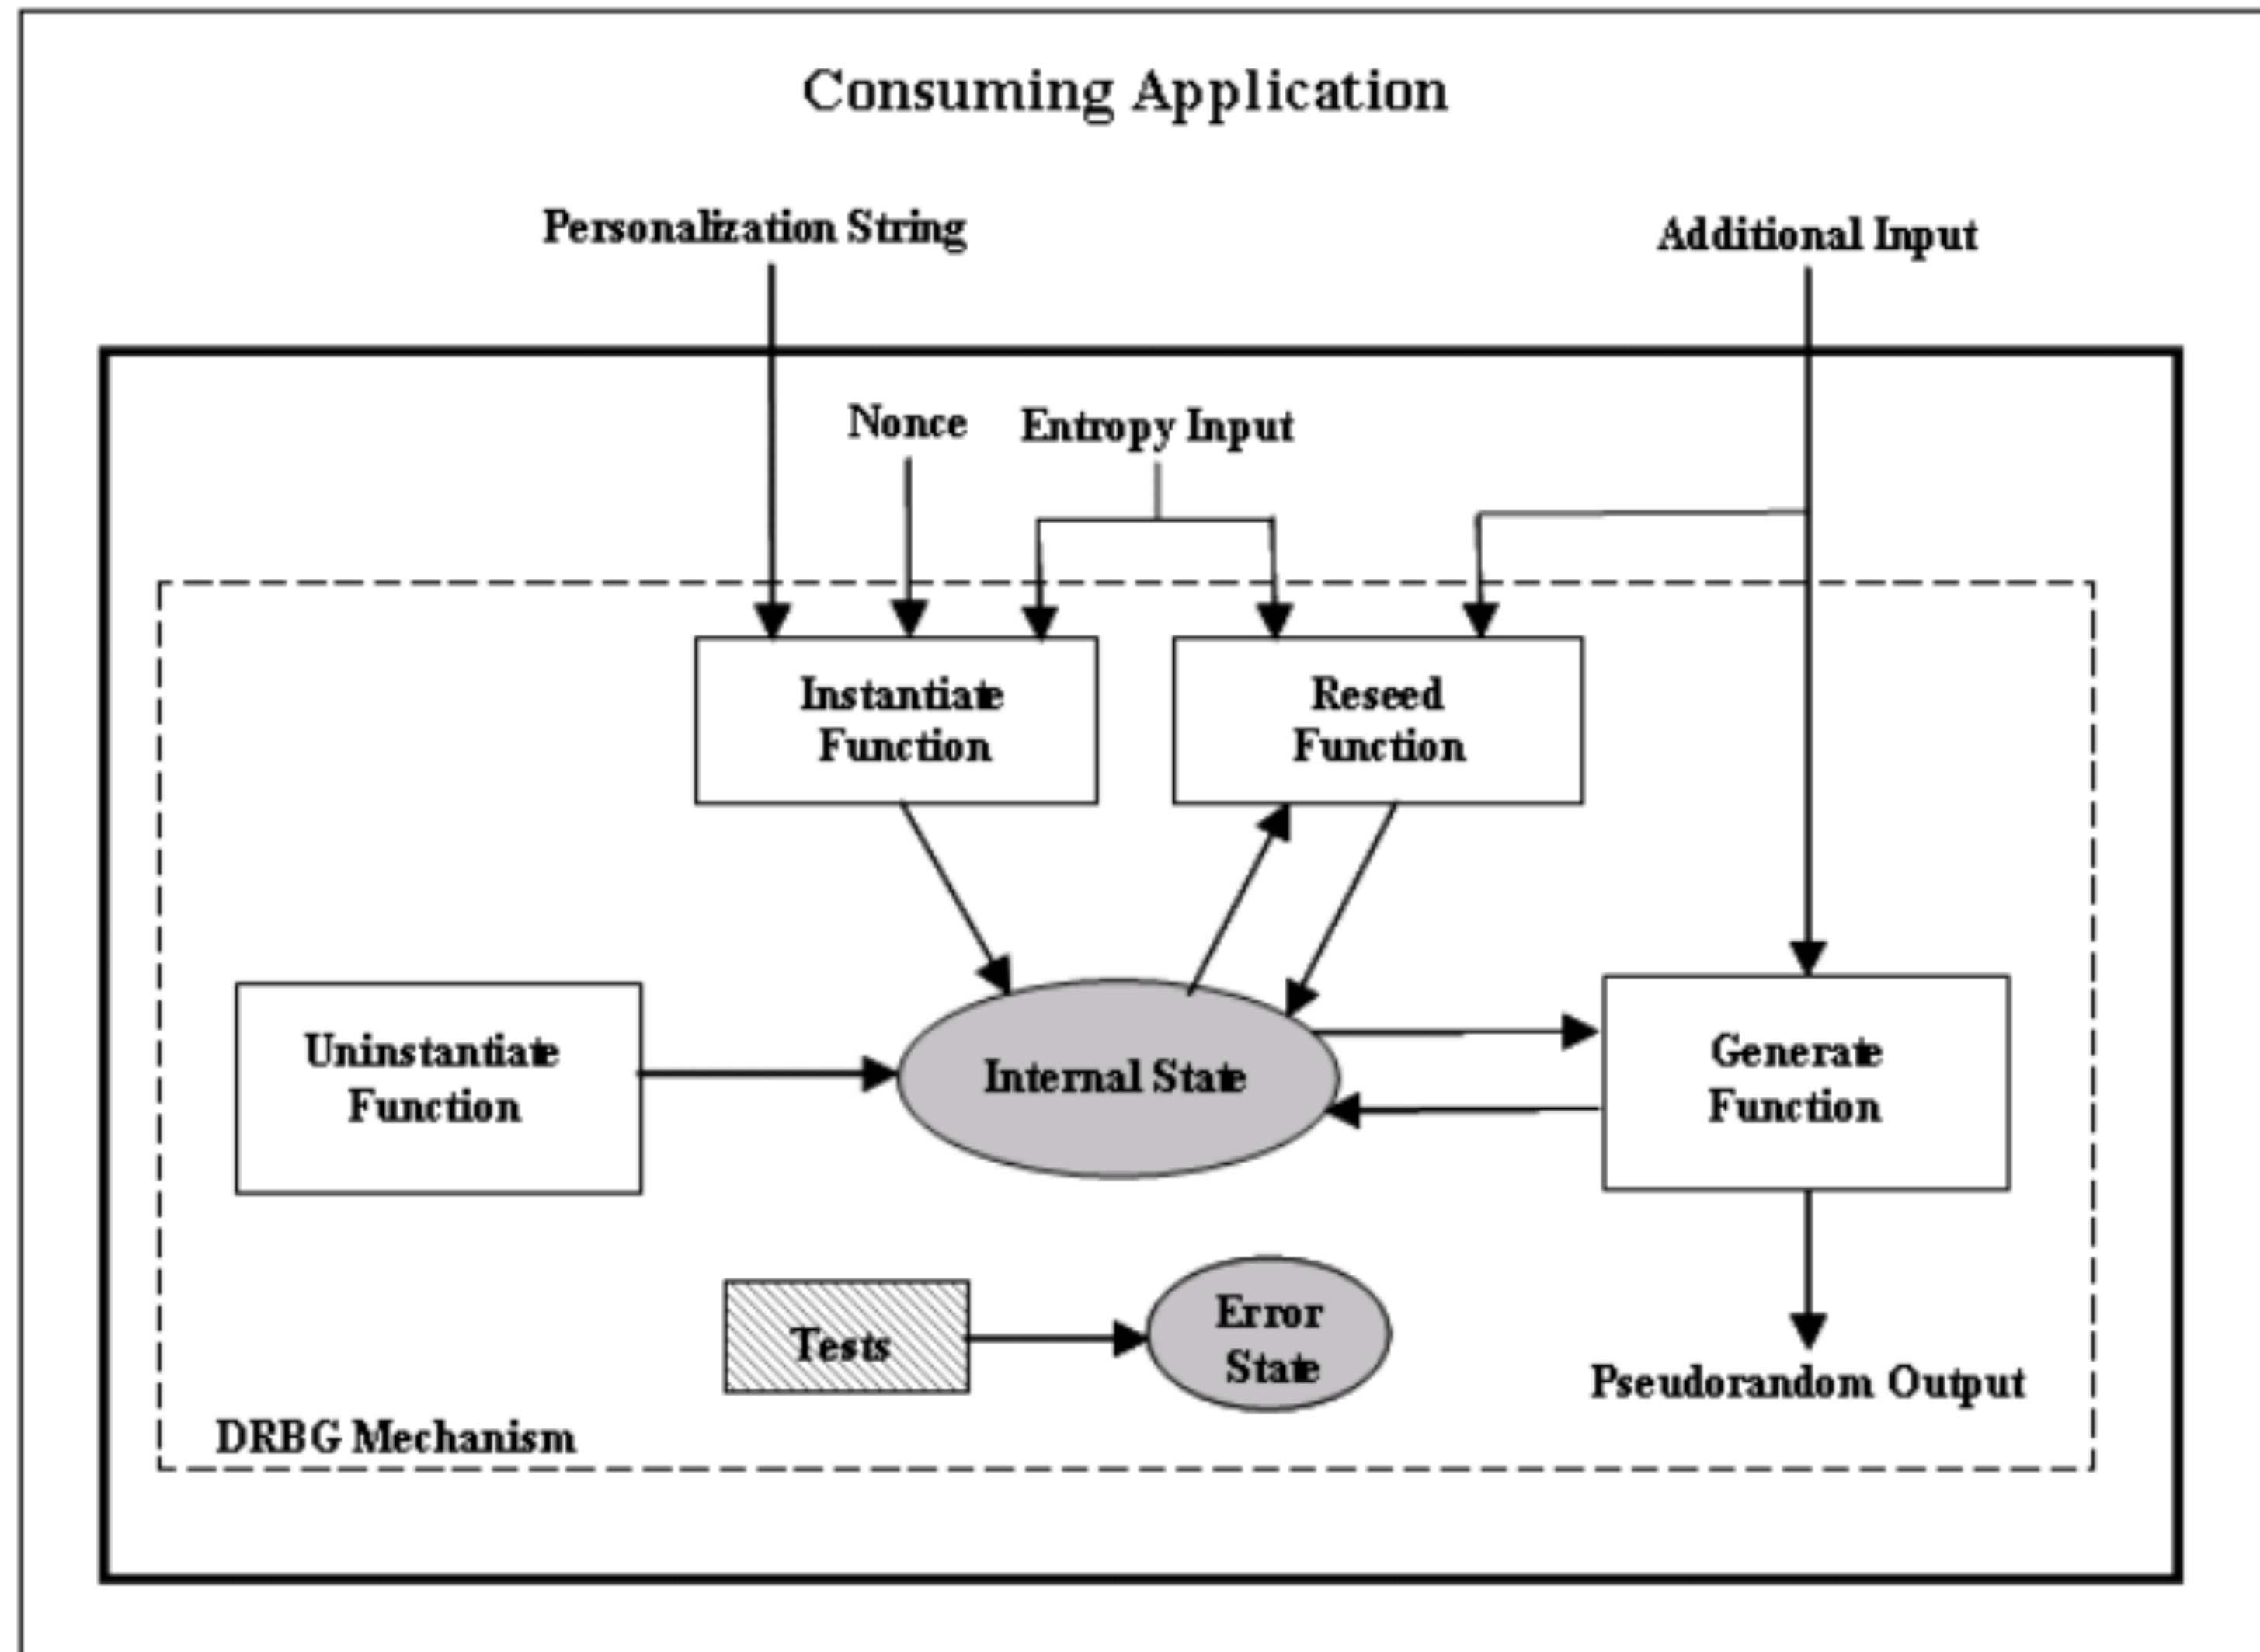 Consuming Application
Personalization String
Additional Input
Nonce
Entropy Input
Instantiate
Function
Reseed
Function
Uninstantiate
Function
Internal State
Generate
Function
Tests
Error
State
Pseudorandom Output
DRBG Mechanism